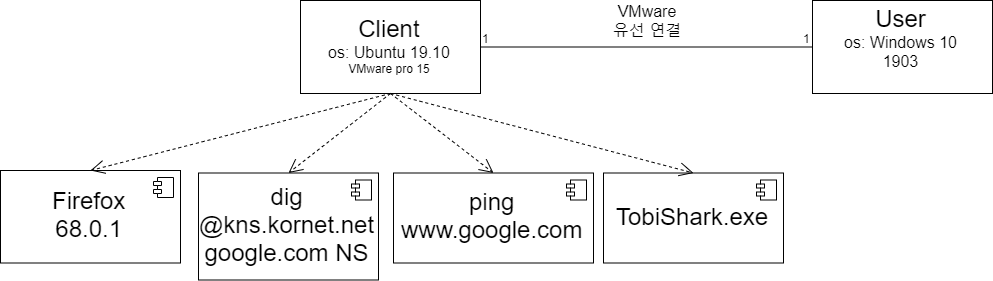 Client
os: Ubuntu 19.10
VMware pro 15
1
VMware
유선 연결
1
User
os: Windows 10
1903
Firefox
68.0.1
dig
@kns.kornet.net
google.com NS
ping
www.google.com
TobiShark.exe